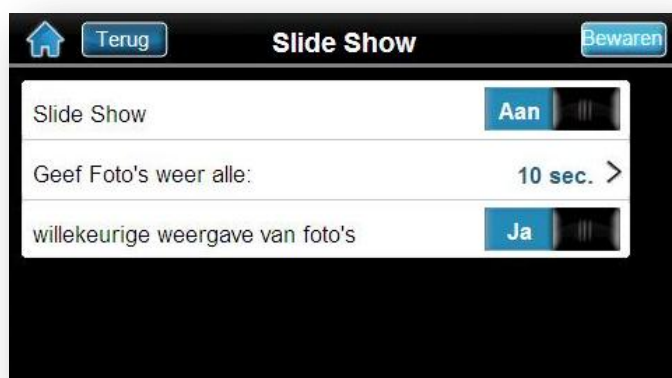 Terug Slide Show Bewaren
Slide Show Aan
Geef Foto's weer alle: 10 sec.
willekeurige weergave van foto's Ja